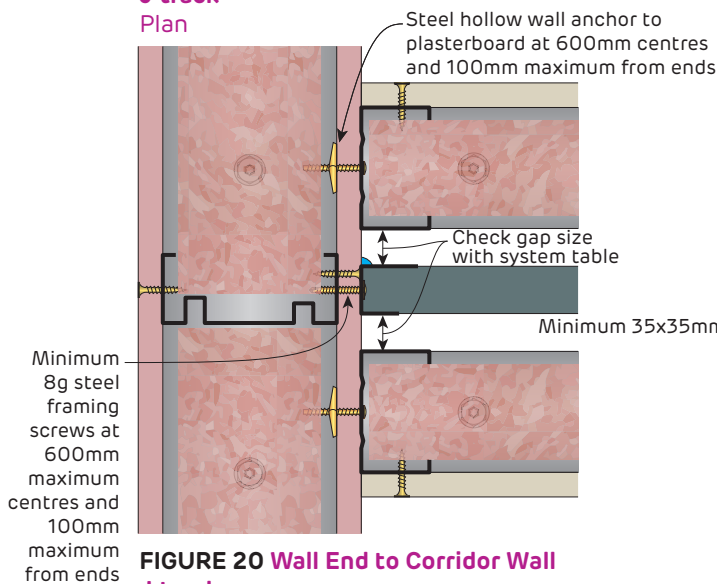 Plan
Steel hollow wall anchor to
plasterboard at 600mm centres
and 100mm maximum from ends
Check gap size
with system table
Minimum 35x35mm
Minimum
8g steel
framing
screws at
600mm
maximum
centres and
100mm
maximum
from ends
FIGURE 20 Wall End to Corridor Wall